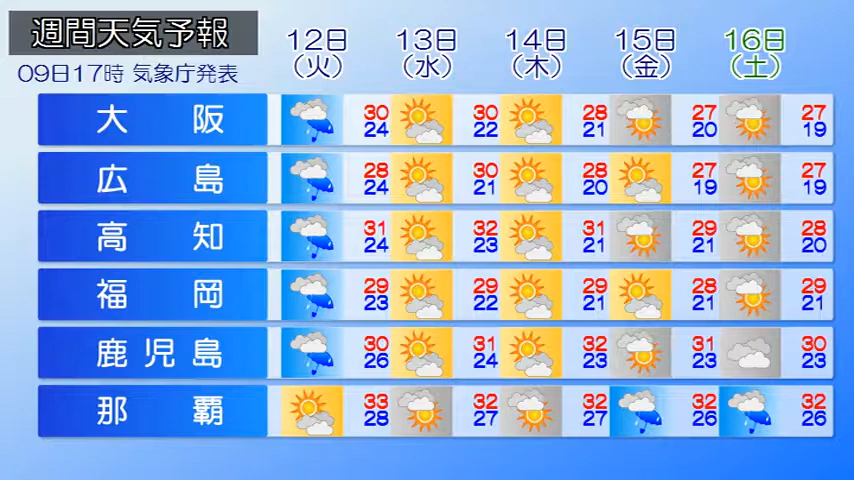 週間天気予報
09日17時 気象庁発表
12日 13日 14日 15日 16日
(火) (水) (木) (金) (土)
大阪 30 24 30 22 28 21 27 20 27 19
広島 28 24 30 21 28 20 27 19 27 19
高知 31 24 32 23 31 21 29 21 28 20
福岡 29 23 29 22 29 21 28 21 29 21
鹿児島 30 26 31 24 32 23 31 23 30 23
那覇 33 28 32 27 32 27 32 26 32 26